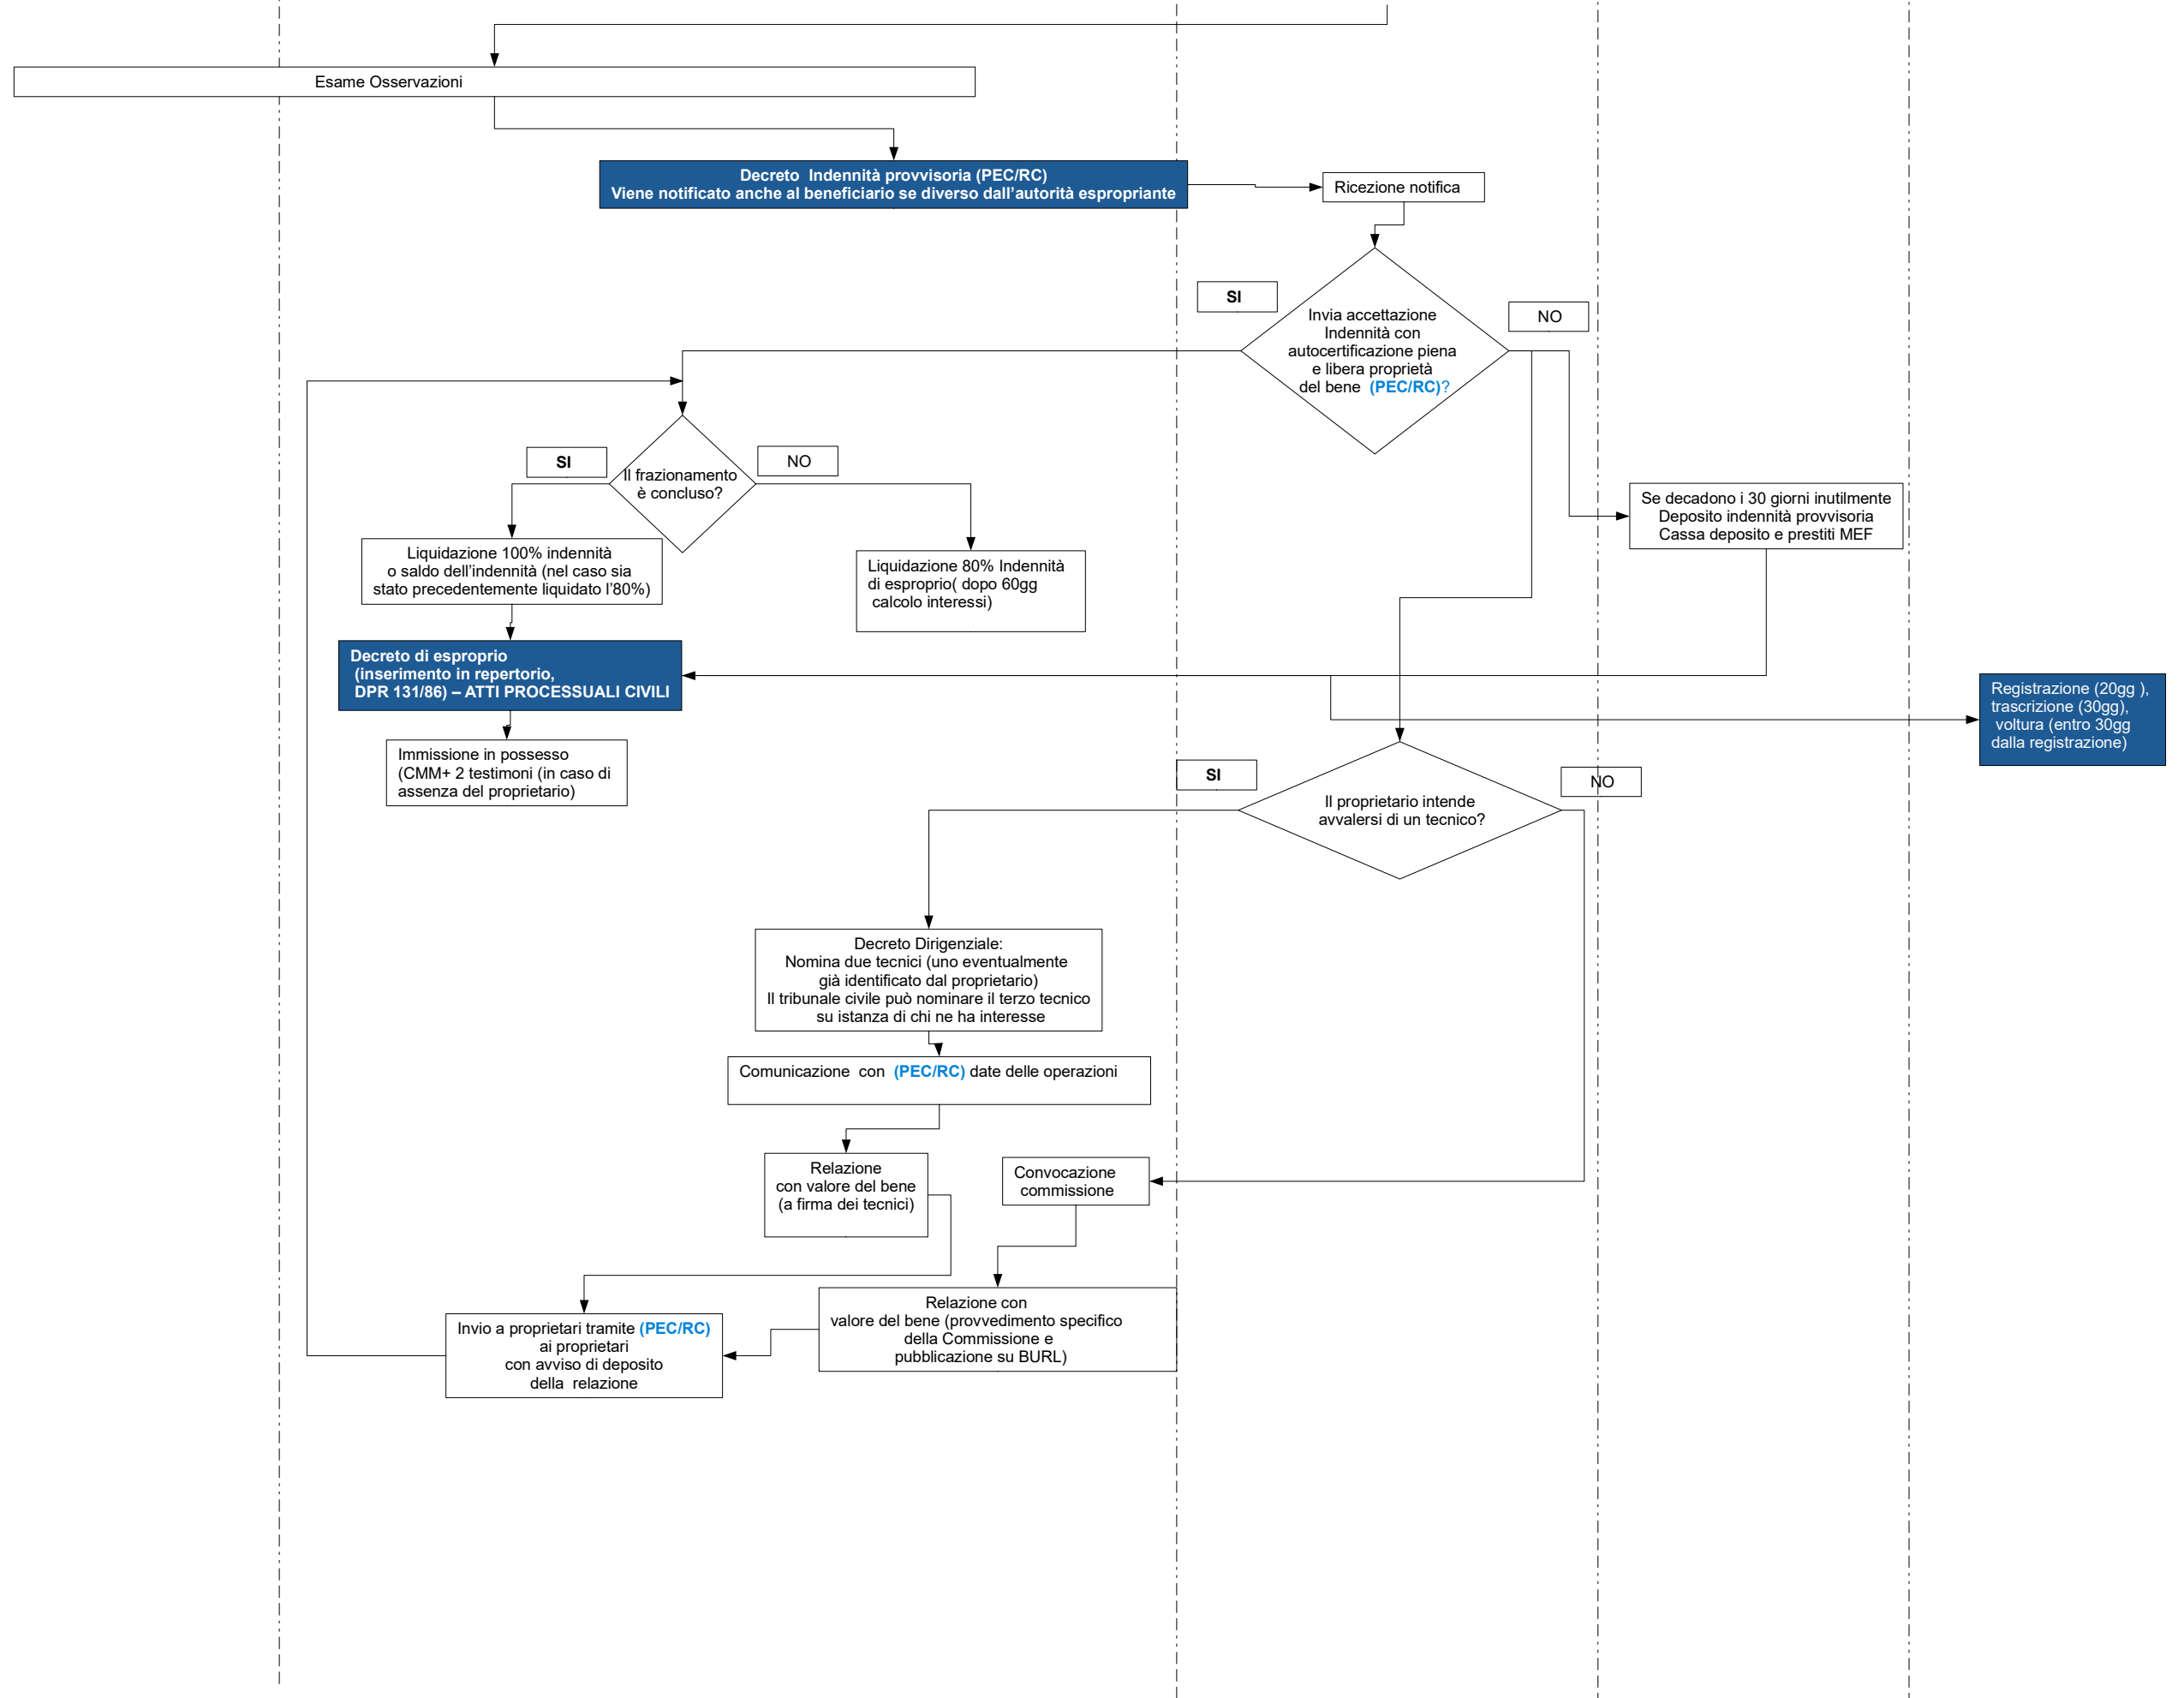 Esame Osservazioni
Decreto Indennità provvisoria (PEC/RC)
Viene notificato anche al beneficiario se diverso dall'autorità espropriante
Ricezione notifica
SI
NO
Invia accettazione
Indennità con
autocertificazione piena
e libera proprietà
del bene (PEC/RC)?
SI
NO
Il frazionamento
è concluso?
Se decadono i 30 giorni inutilmente
Deposito indennità provvisoria
Cassa deposito e prestiti MEF
Liquidazione 100% indennità
o saldo dell'indennità (nel caso sia
stato precedentemente liquidato l'80%)
Liquidazione 80% Indennità
di esproprio( dopo 60gg
calcolo interessi)
Decreto di esproprio
(inserimento in repertorio,
DPR 131/86) – ATTI PROCESSUALI CIVILI
Registrazione (20gg ),
trascrizione (30gg),
voltura (entro 30gg
dalla registrazione)
Immissione in possesso
(CMM+ 2 testimoni (in caso di
assenza del proprietario)
SI
NO
Il proprietario intende
avvalersi di un tecnico?
Decreto Dirigenziale:
Nomina due tecnici (uno eventualmente
già identificato dal proprietario)
Il tribunale civile può nominare il terzo tecnico
su istanza di chi ne ha interesse
Comunicazione con (PEC/RC) date delle operazioni
Relazione
con valore del bene
(a firma dei tecnici)
Convocazione
commissione
Relazione con
valore del bene (provvedimento specifico
della Commissione e
pubblicazione su BURL)
Invio a proprietari tramite (PEC/RC)
ai proprietari
con avviso di deposito
della relazione